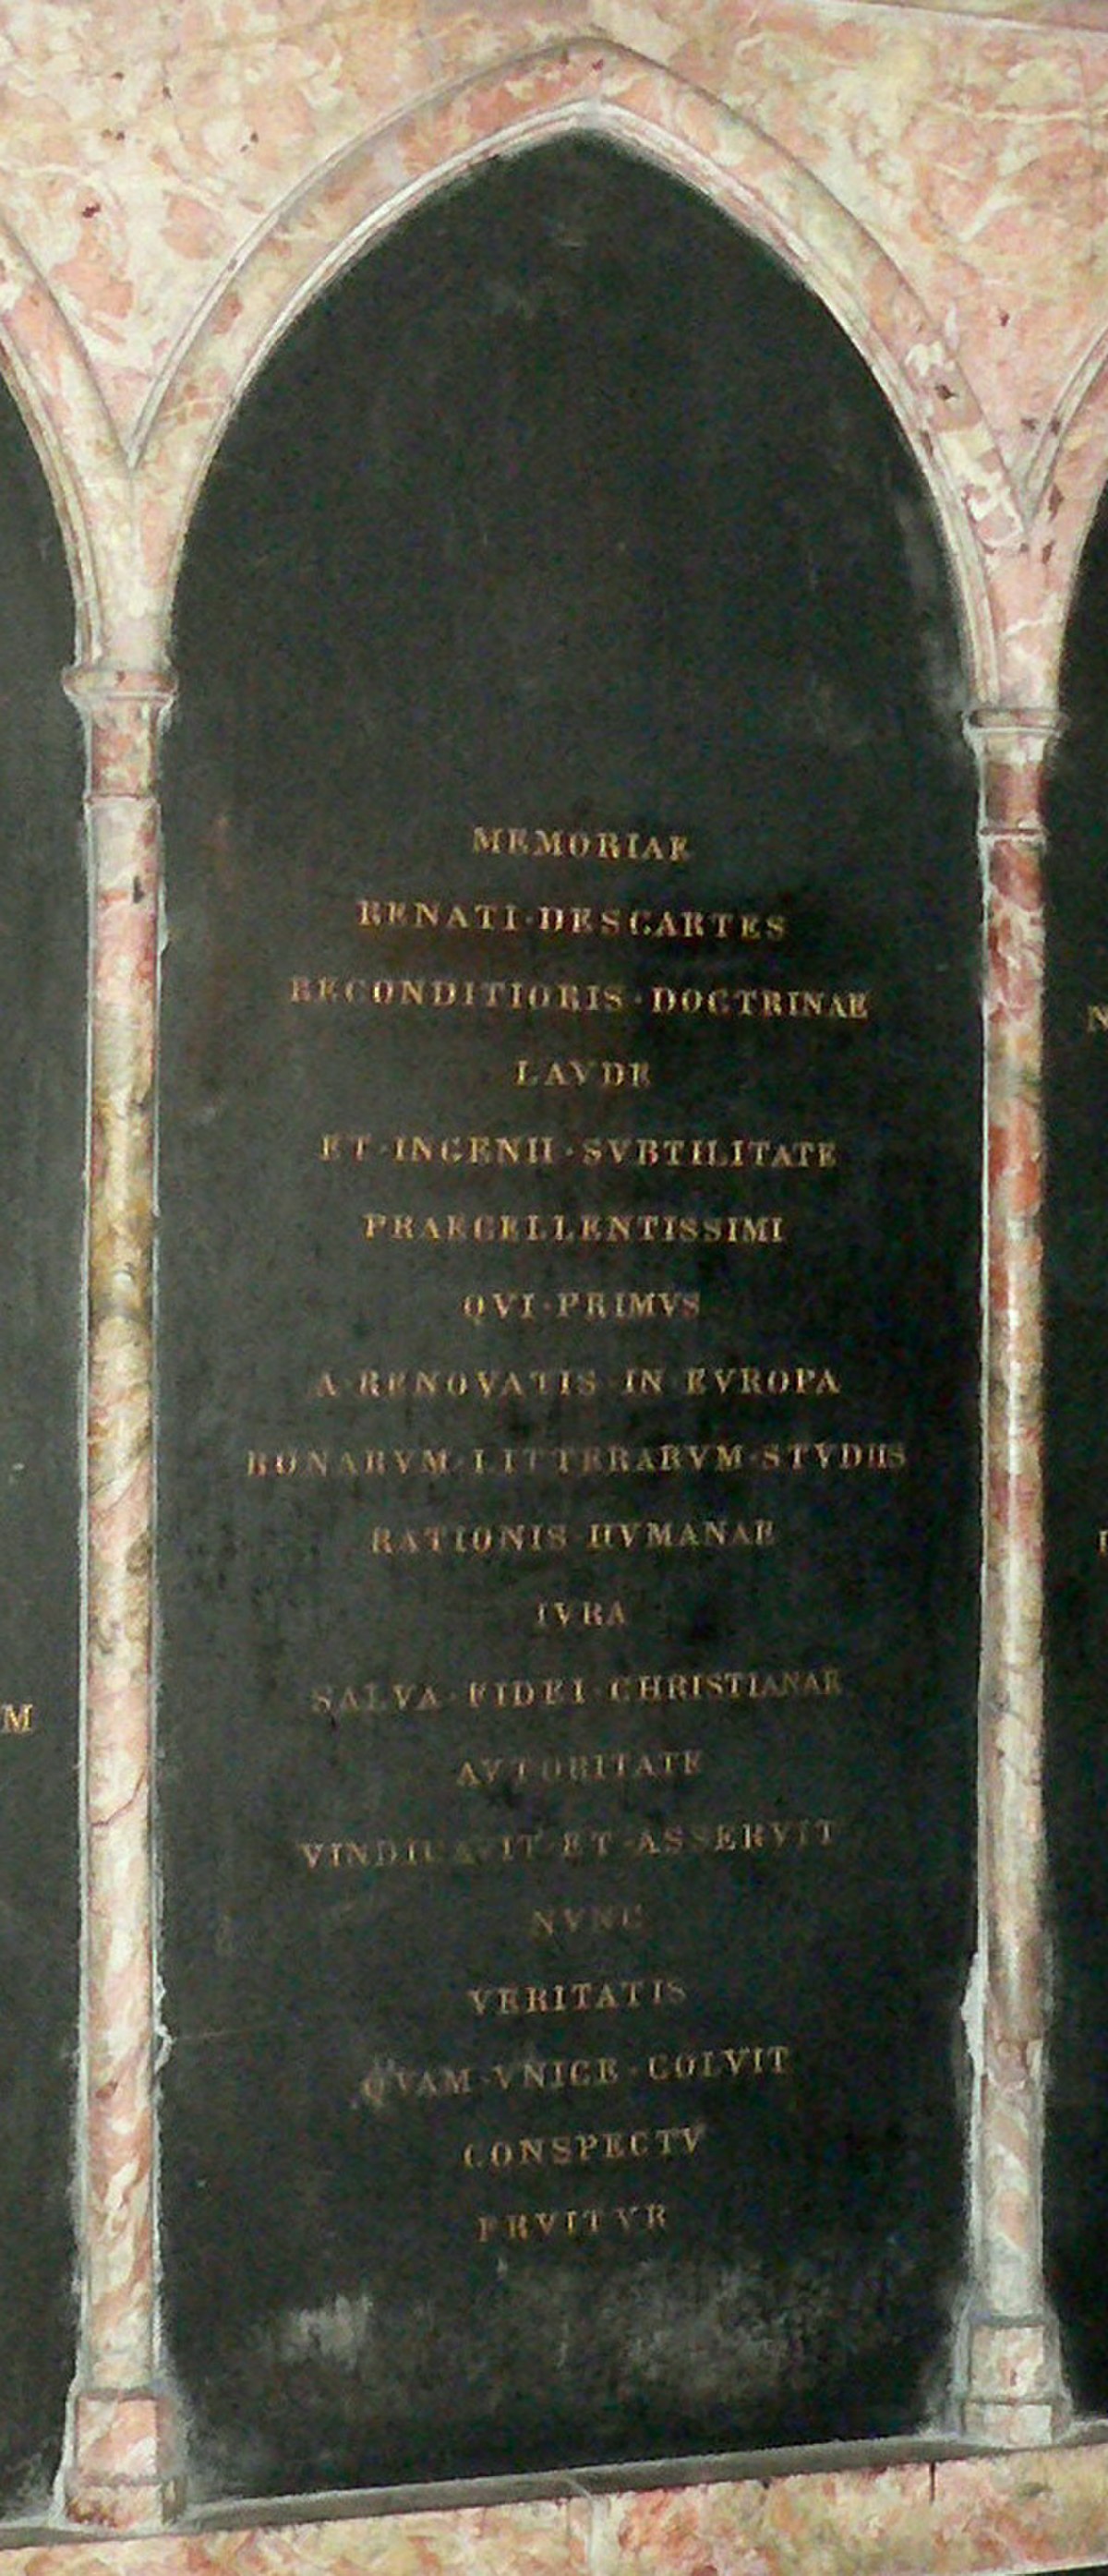 MEMORIAE
RENATI·DESCARTES
RECONDITIORIS·DOCTRINAE
LAVDE
ET·INGENII·SVBTILITATE
PRAECELLENTISSIMI
QVI·PRIMVS
A·RENOVATIS·IN·EVROPA
BONARVM·LITTERARVM·STVDIIS
RATIONIS·HVMANAE
IVRA
SALVA·FIDEI·CHRISTIANAE
AVTORITATE
VINDICAVIT·ET·ASSERVIT
NVNC
VERITATIS
QVAM·VNICE·COLVIT
CONSPECTV
FRVITVR